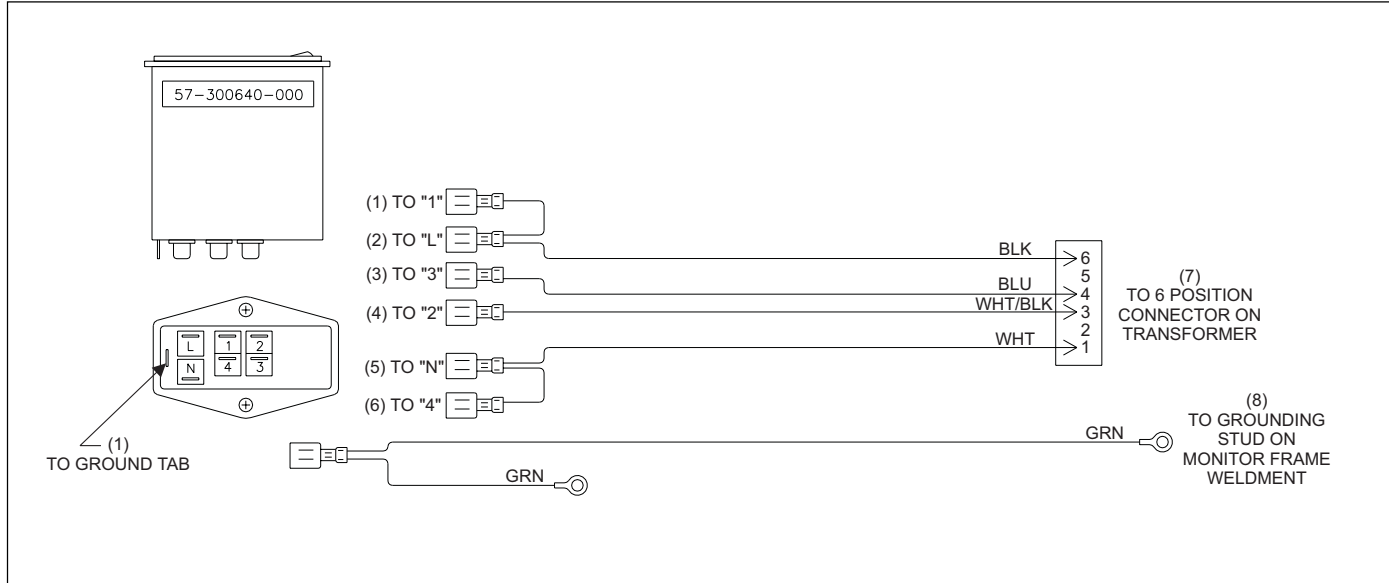 57-300640-000
(1) TO "1"
(2) TO "L"
(3) TO "3"
(4) TO "2"
(5) TO "N"
(6) TO "4"
BLK
BLU
WHT/BLK
WHT
6
5
4
3
2
1
(7)
TO 6 POSITION
CONNECTOR ON
TRANSFORMER
L
1
2
N
4
3
(1)
TO GROUND TAB
GRN
GRN
(8)
TO GROUNDING
STUD ON
MONITOR FRAME
WELDMENT